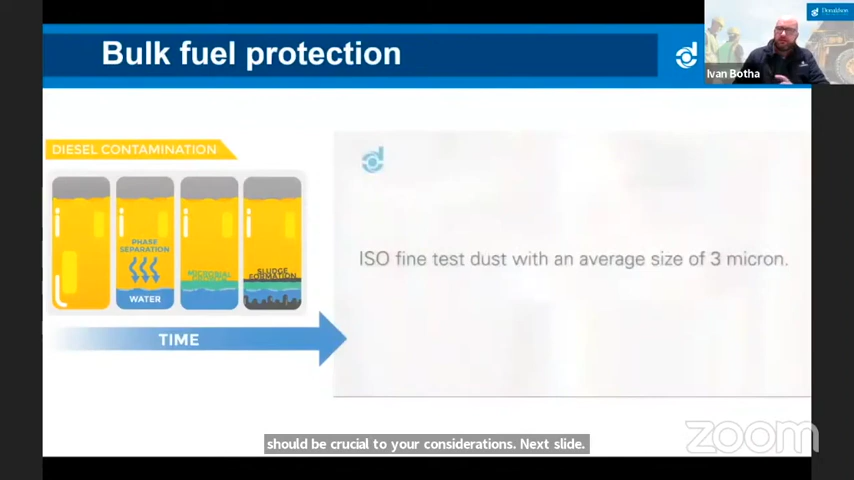 Bulk fuel protection
Donaldson
Ivan Botha
DIESEL CONTAMINATION
PHASE
SEPARATION
WATER
MICROBIAL
GROWTH
SLUDGE
FORMATION
TIME
ISO fine test dust with an average size of 3 micron.
should be crucial to your considerations. Next slide.
zoom